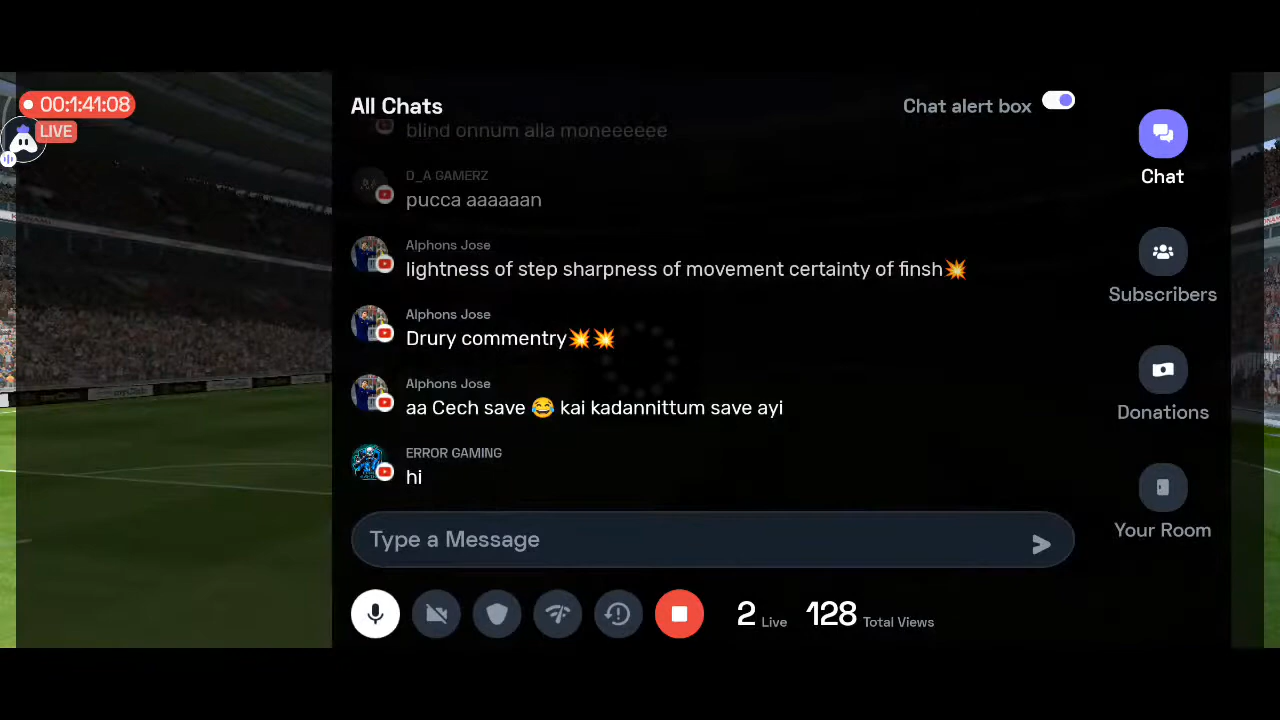 00:1:41:08
LIVE
All Chats
Chat alert box
blind onnum alla moneeeeee
D_A GAMERZ
pucca aaaaaan
Alphons Jose
lightness of step sharpness of movement certainty of finsh💥
Alphons Jose
Drury commentry💥💥
Alphons Jose
aa Cech save 😂 kai kadannittum save ayi
ERROR GAMING
hi
Type a Message
2 Live 128 Total Views
Chat
Subscribers
Donations
Your Room